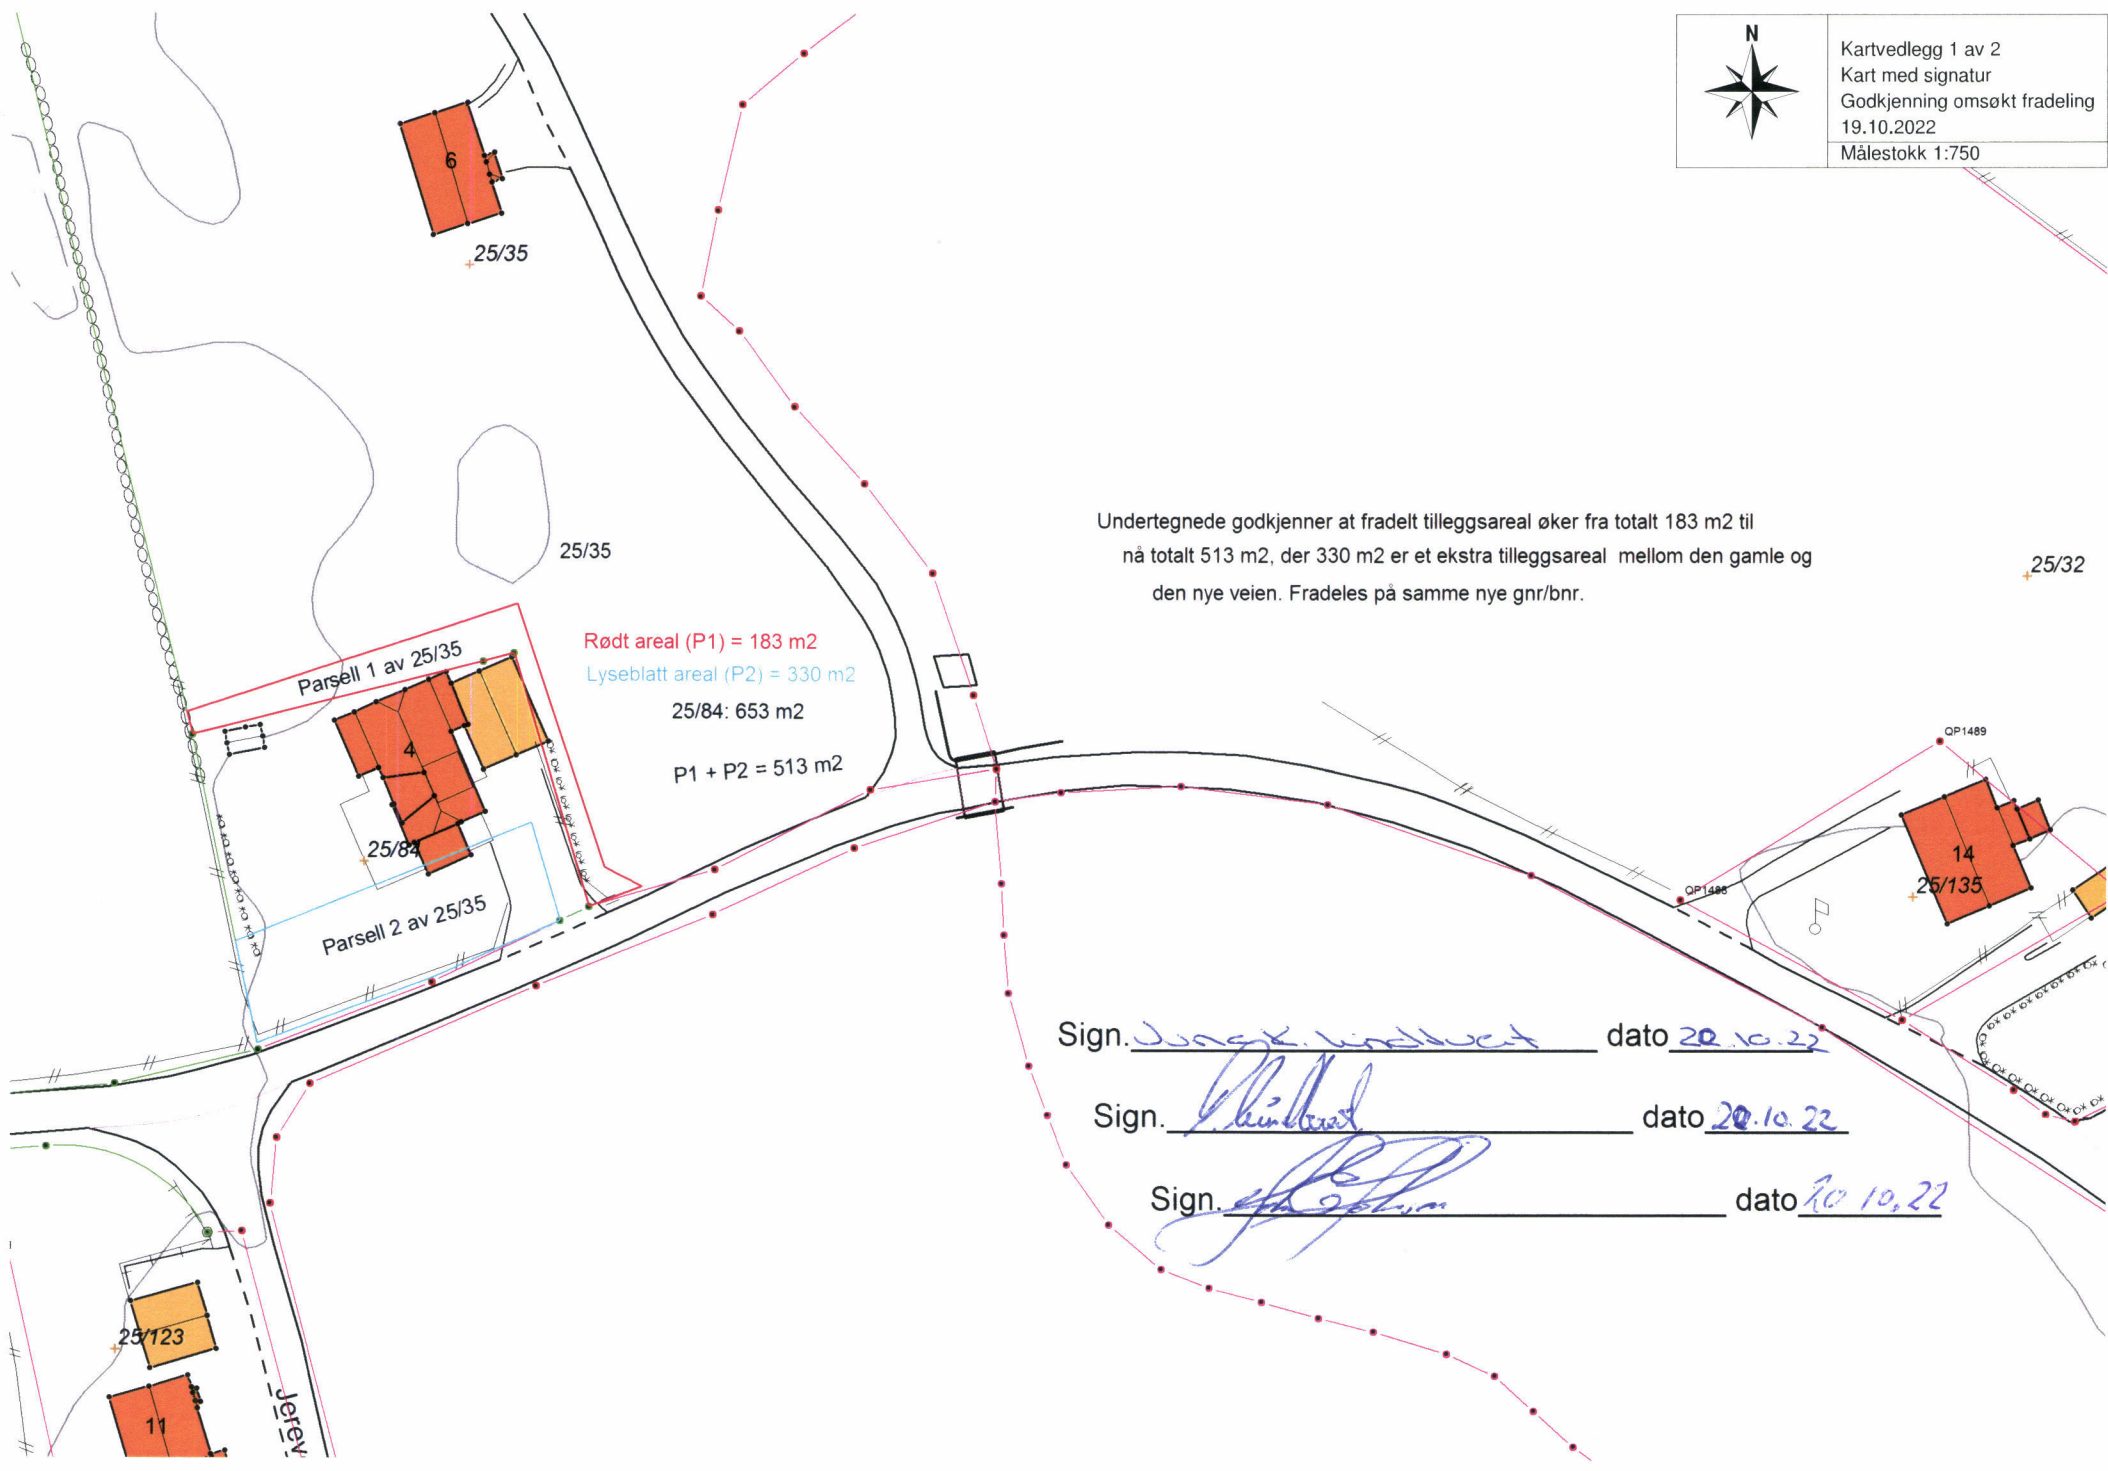 N
Kartvedlegg 1 av 2
Kart med signatur
Godkjenning omsøkt fradeling
19.10.2022
Målestokk 1:750
6
25/35
25/35
Undertegnede godkjenner at fradelt tilleggsareal øker fra totalt 183 m2 til
nå totalt 513 m2, der 330 m2 er et ekstra tilleggsareal mellom den gamle og
den nye veien. Fradeles på samme nye gnr/bnr.
25/32
Rødt areal (P1) = 183 m2
Lyseblatt areal (P2) = 330 m2
25/84: 653 m2
P1 + P2 = 513 m2
Parsell 1 av 25/35
4
25/84
Parsell 2 av 25/35
QP1489
14
QP1488
25/135
Sign. dato 20.10.22
Sign. dato 20.10.22
Sign. dato 20 10,22
25/123
11
Jerev